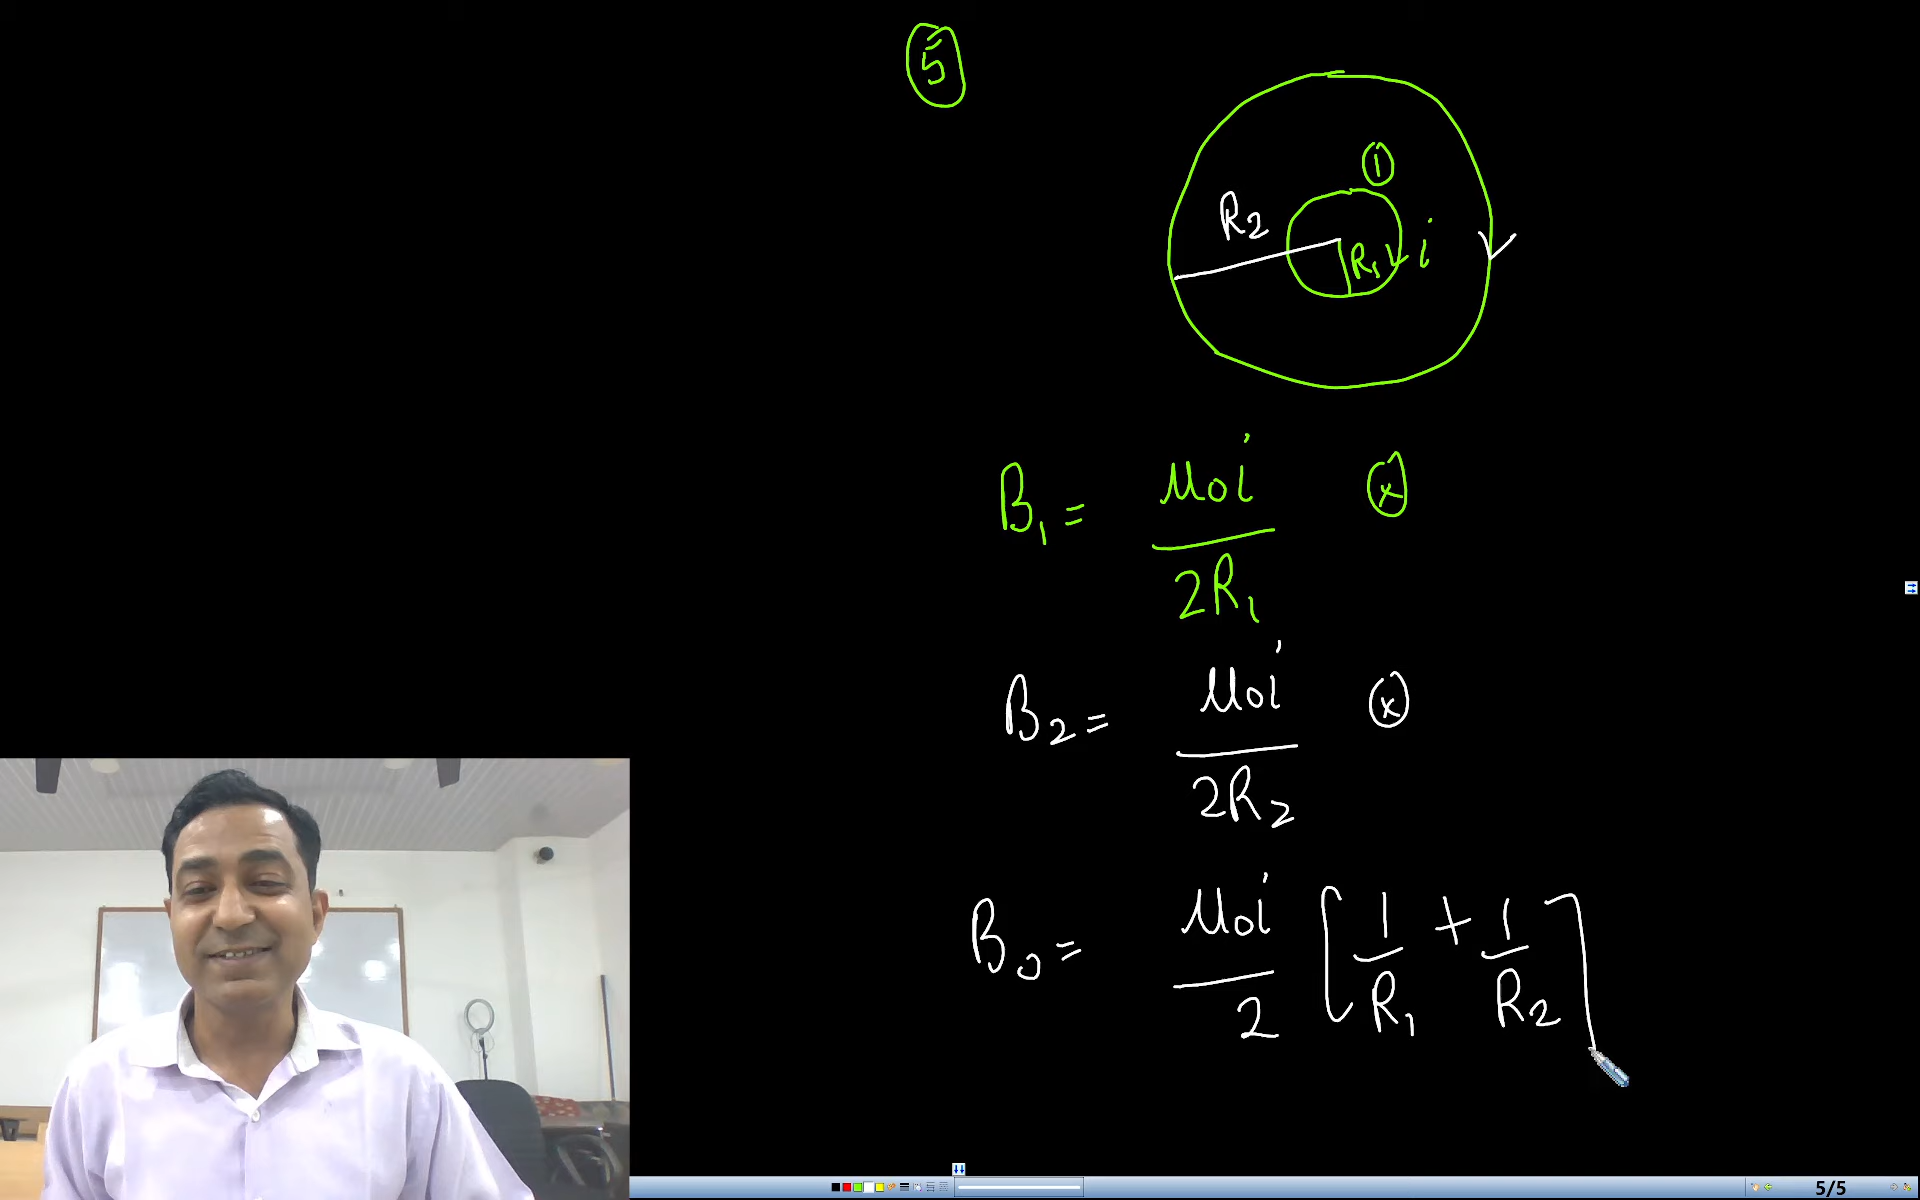 5
1
R2
R1 i
B1 = μ0i ⊗
2R1
B2 = μ0i ⊗
2R2
B0 = μ0i [ 1 + 1 ]
2 R1 R2
5/5